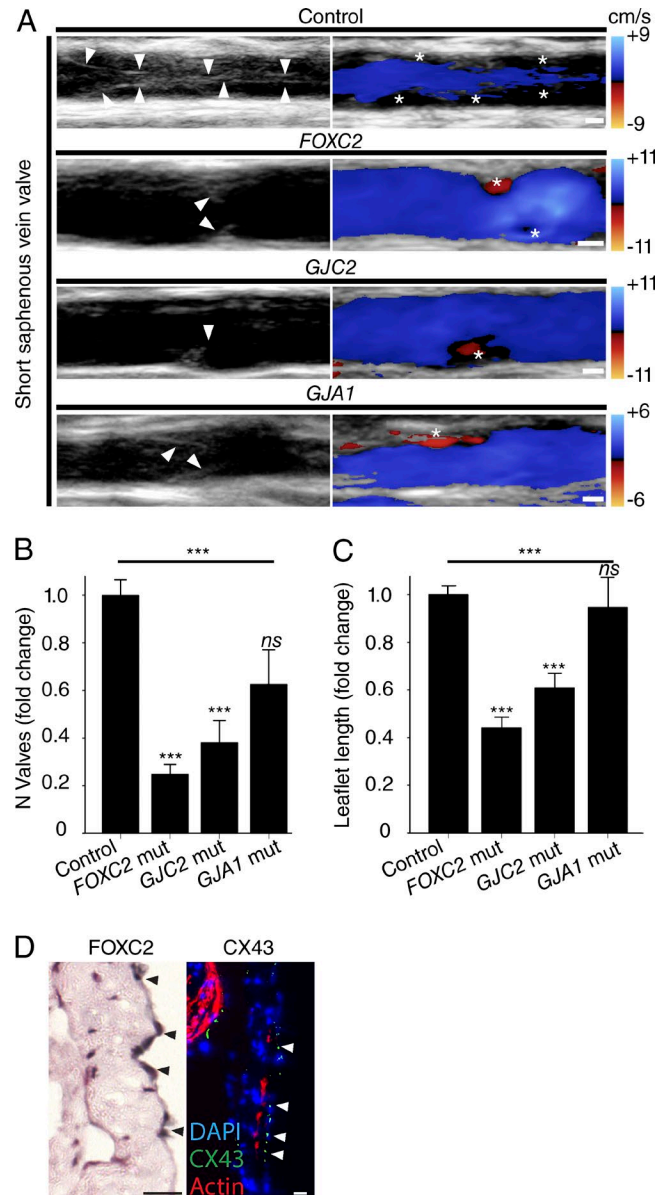 A
Control
cm/s
+9
-9
FOXC2
+11
-11
GJC2
+11
-11
GJA1
+6
-6
Short saphenous vein valve
* * * * *
* *
*
*
B
***
N Valves (fold change)
1.0
0.8
0.6
0.4
0.2
0
***
***
ns
Control
FOXC2 mut
GJC2 mut
GJA1 mut
C
***
Leaflet length (fold change)
1.0
0.8
0.6
0.4
0.2
0
***
***
ns
Control
FOXC2 mut
GJC2 mut
GJA1 mut
D
FOXC2
CX43
DAPI
CX43
Actin